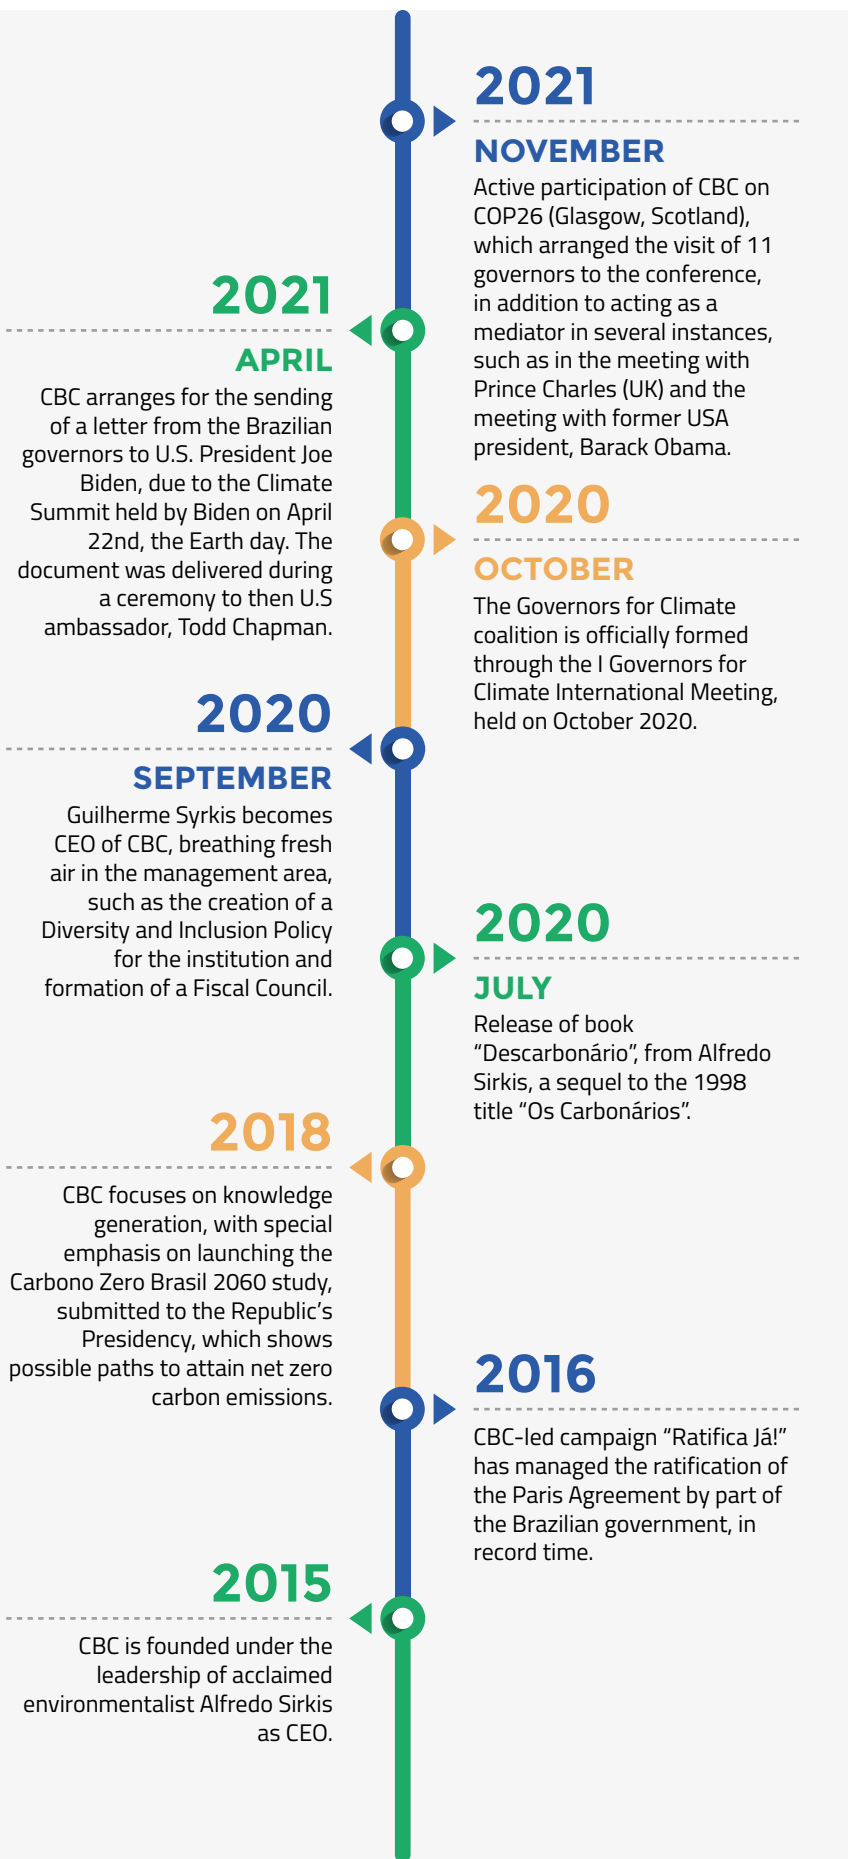 2021
NOVEMBER
Active participation of CBC on
COP26 (Glasgow, Scotland),
which arranged the visit of 11
governors to the conference,
in addition to acting as a
mediator in several instances,
such as in the meeting with
Prince Charles (UK) and the
meeting with former USA
president, Barack Obama.
2021
APRIL
CBC arranges for the sending
of a letter from the Brazilian
governors to U.S. President Joe
Biden, due to the Climate
Summit held by Biden on April
22nd, the Earth day. The
document was delivered during
a ceremony to then U.S
ambassador, Todd Chapman.
2020
OCTOBER
The Governors for Climate
coalition is officially formed
through the I Governors for
Climate International Meeting,
held on October 2020.
2020
SEPTEMBER
Guilherme Syrkis becomes
CEO of CBC, breathing fresh
air in the management area,
such as the creation of a
Diversity and Inclusion Policy
for the institution and
formation of a Fiscal Council.
2020
JULY
Release of book
“Descarbonário”, from Alfredo
Sirkis, a sequel to the 1998
title “Os Carbonários”.
2018
CBC focuses on knowledge
generation, with special
emphasis on launching the
Carbono Zero Brasil 2060 study,
submitted to the Republic’s
Presidency, which shows
possible paths to attain net zero
carbon emissions.
2016
CBC-led campaign “Ratifica Já!”
has managed the ratification of
the Paris Agreement by part of
the Brazilian government, in
record time.
2015
CBC is founded under the
leadership of acclaimed
environmentalist Alfredo Sirkis
as CEO.